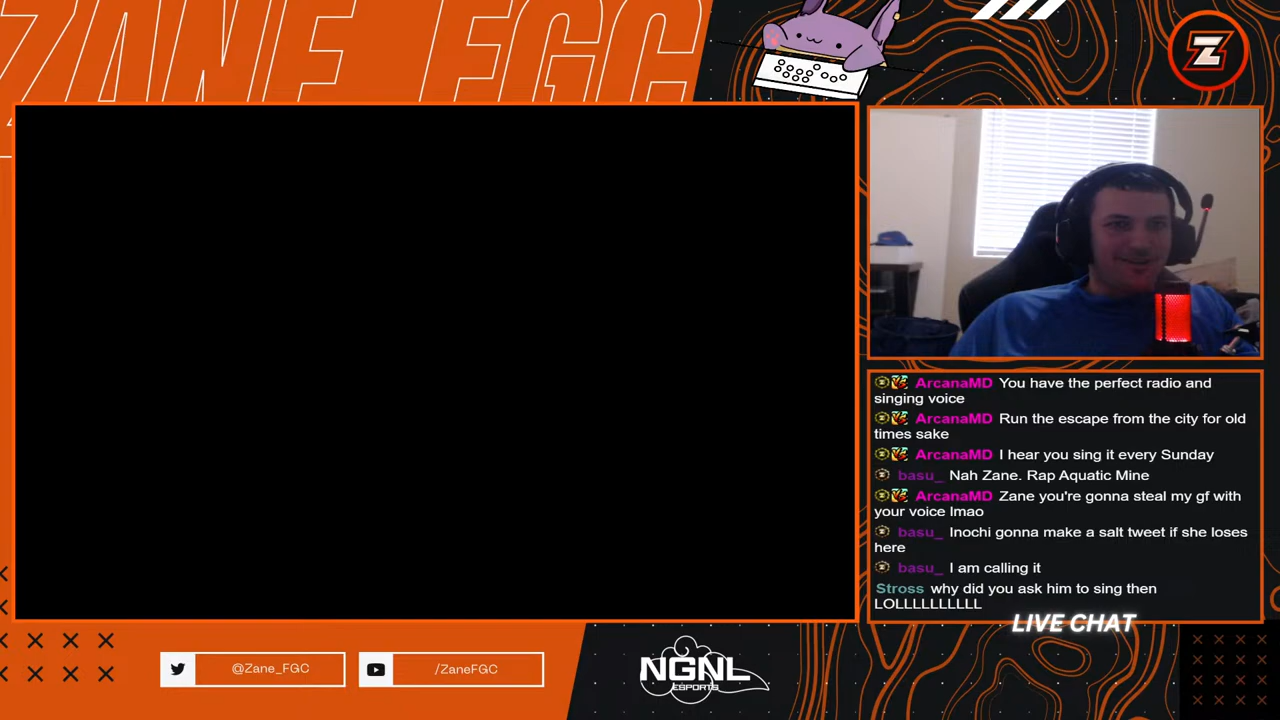 ZANE_FGC
Z
ArcanaMD You have the perfect radio and
singing voice
ArcanaMD Run the escape from the city for old
times sake
ArcanaMD I hear you sing it every Sunday
basu_ Nah Zane. Rap Aquatic Mine
ArcanaMD Zane you're gonna steal my gf with
your voice lmao
basu_ Inochi gonna make a salt tweet if she loses
here
basu_ I am calling it
Stross why did you ask him to sing then
LOLLLLLLLLLL
LIVE CHAT
@Zane_FGC
/ZaneFGC
NGNL
ESPORTS